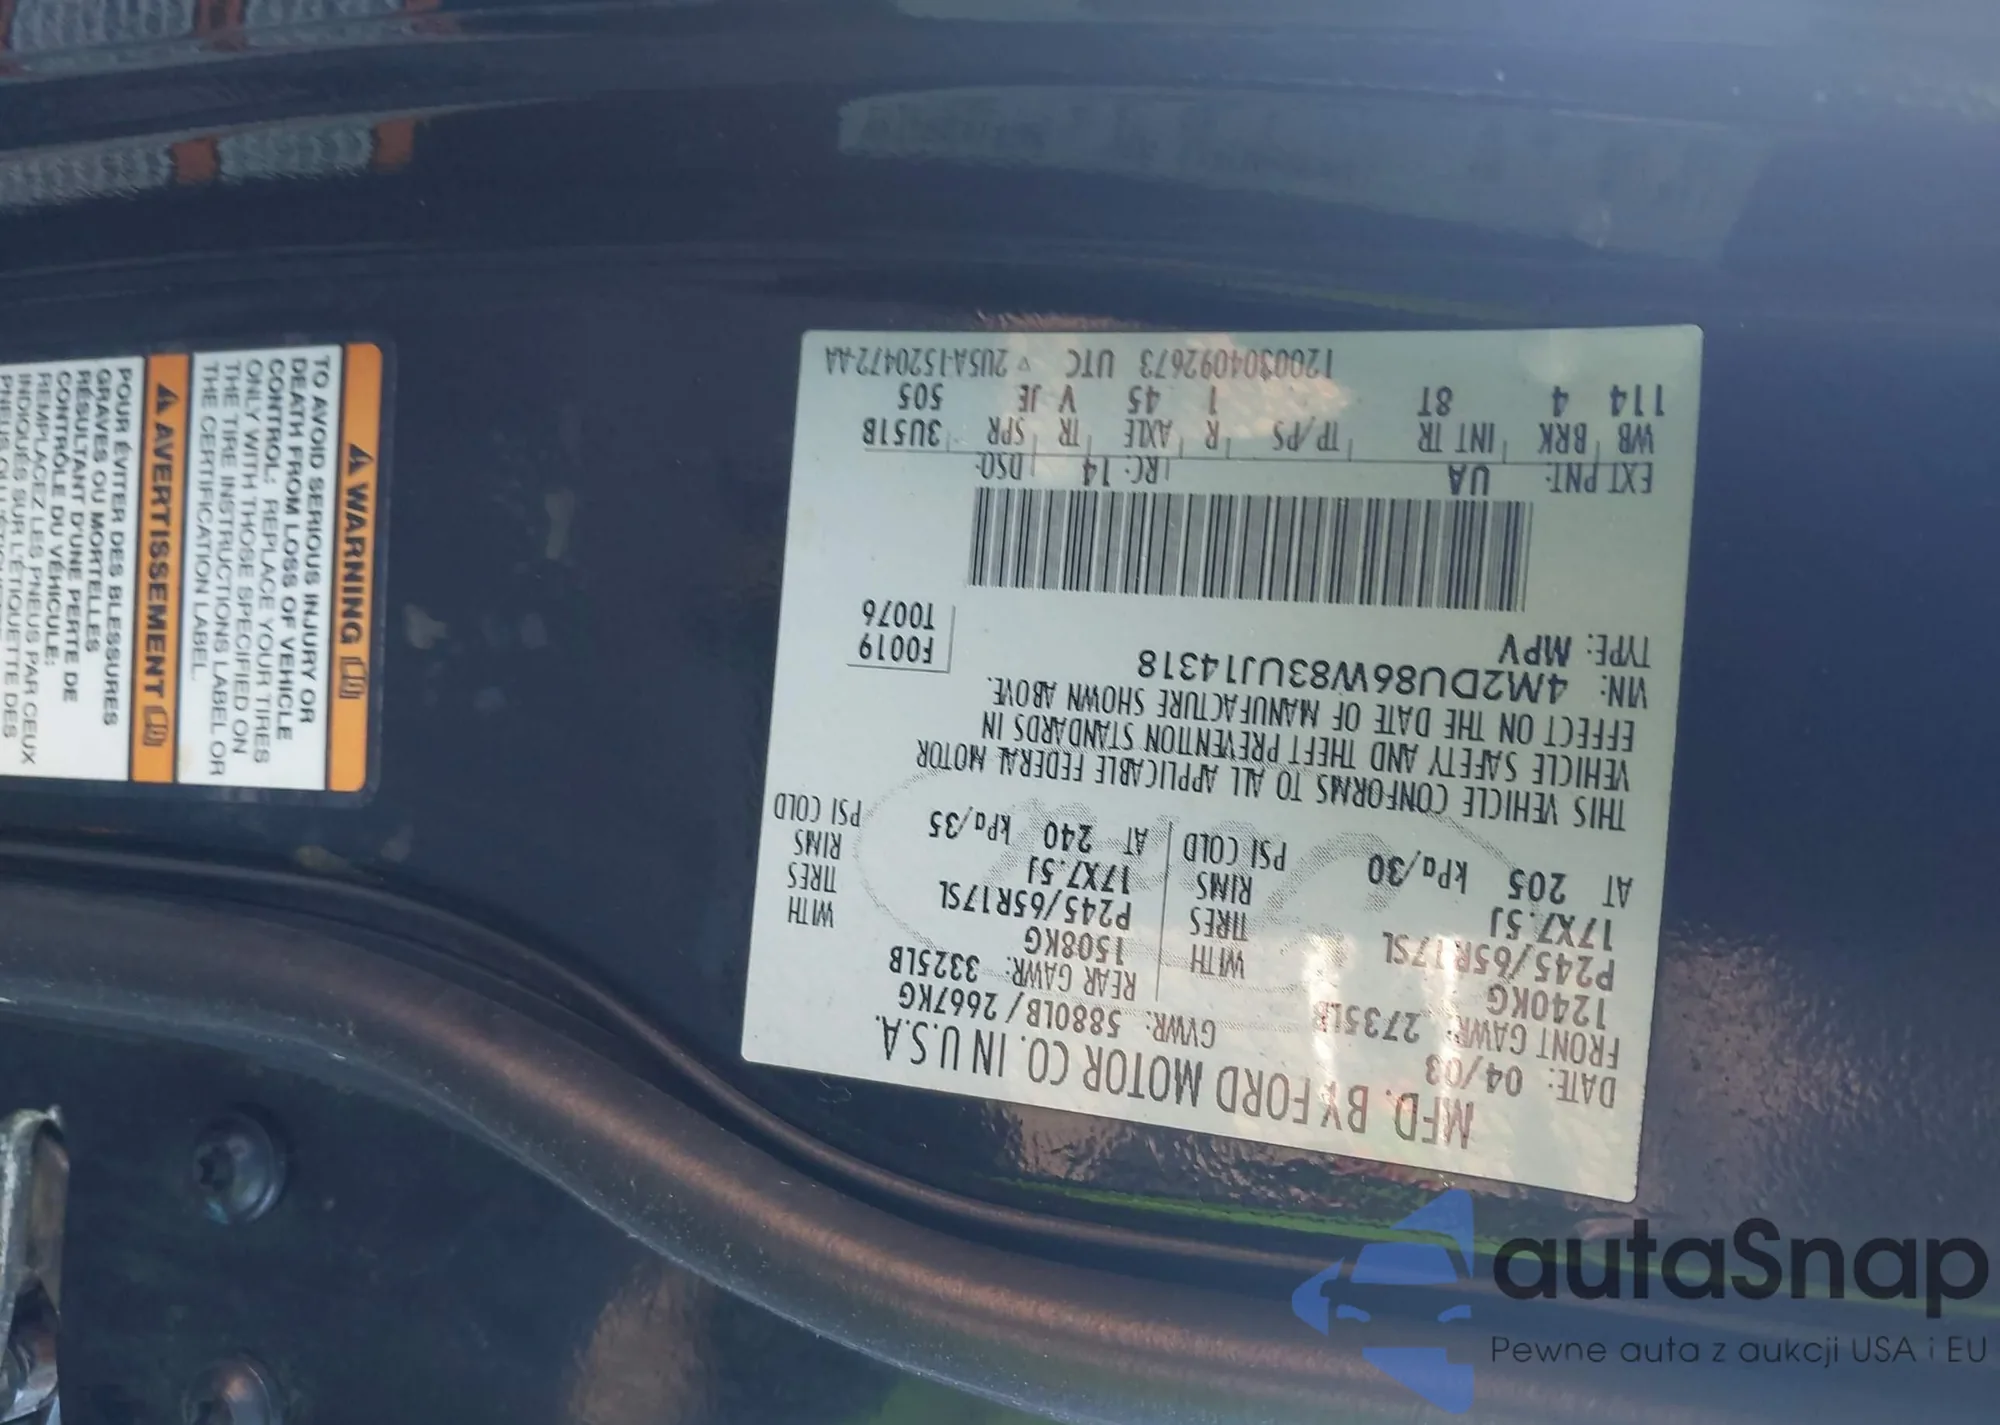 MFD. BY FORD MOTOR CO. IN U.S.A.
DATE: 04/03 GVWR: 5880LB/2667KG
FRONT GAWR: 2735LB REAR GAWR: 3325LB
1240KG WITH 1508KG WITH
P245/65R17SL TIRES P245/65R17SL TIRES
17X7.5J RIMS 17X7.5J RIMS
AT 205 kPa/30 PSI COLD AT 240 kPa/35 PSI COLD
THIS VEHICLE CONFORMS TO ALL APPLICABLE FEDERAL MOTOR
VEHICLE SAFETY AND THEFT PREVENTION STANDARDS IN
EFFECT ON THE DATE OF MANUFACTURE SHOWN ABOVE.
VIN: 4M2DU86W83UJ14318 F0019
TYPE: MPV T0076
EXT PNT: UA RC: 14 DSO:
WB BRK INT TR TP/PS R AXLE TR SPR 3U51B
114 4 8T 1 45 V JE 505
120030409267​3 UTC ▽ 2U5A-1520472-AA
⚠ WARNING
TO AVOID SERIOUS INJURY OR
DEATH FROM LOSS OF VEHICLE
CONTROL: REPLACE YOUR TIRES
ONLY WITH THOSE SPECIFIED ON
THE TIRE INSTRUCTIONS LABEL OR
THE CERTIFICATION LABEL.
⚠ AVERTISSEMENT
POUR ÉVITER DES BLESSURES
GRAVES OU MORTELLES
RÉSULTANT D'UNE PERTE DE
CONTRÔLE DU VÉHICULE:
REMPLACEZ LES PNEUS PAR CEUX
INDIQUÉS SUR L'ÉTIQUETTE DES
autaSnap
Pewne auta z aukcji USA i EU